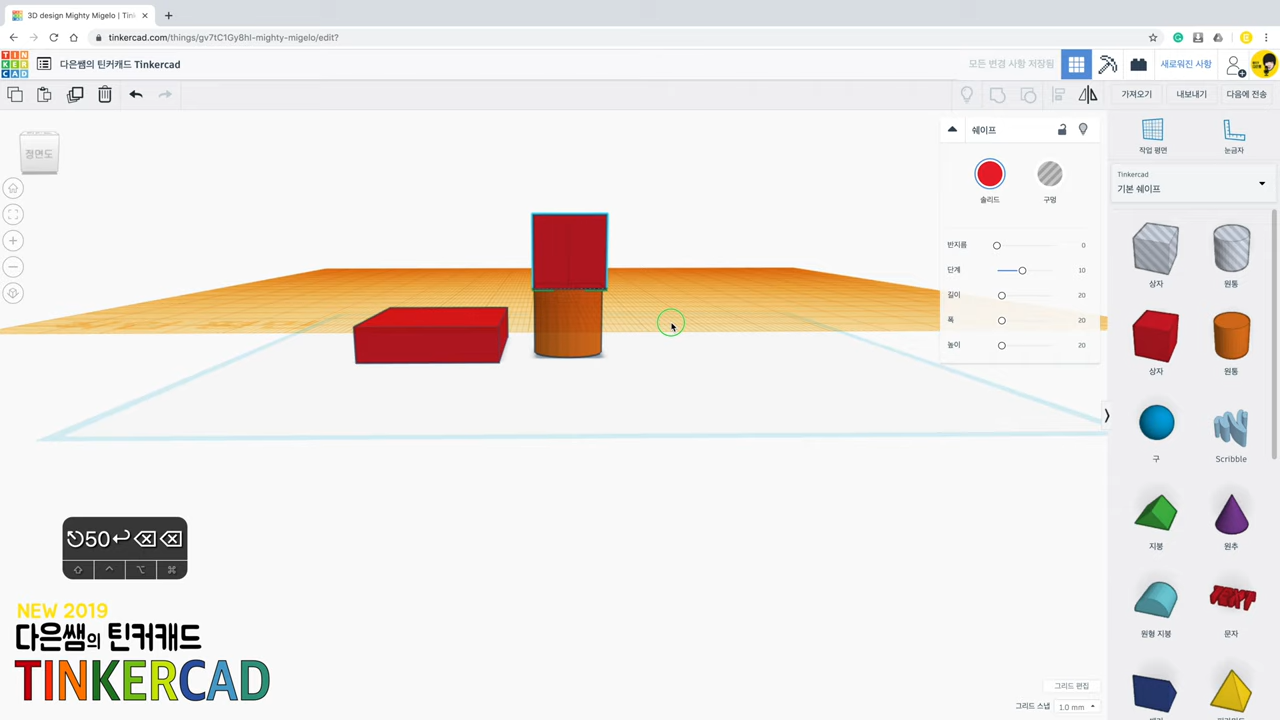 3D design Mighty Migelo | Tin
tinkercad.com/things/gv7tC1Gy8hI-mighty-migelo/edit?
TINKERCAD
다은쌤의 틴커캐드 Tinkercad
모든 변경 사항 저장됨
새로워진 사항
가져오기
내보내기
다음에 전송
정면도
쉐이프
솔리드
구멍
반지름 0
단계 10
길이 20
폭 20
높이 20
작업 평면
눈금자
Tinkercad
기본 쉐이프
상자
원통
상자
원통
구
Scribble
지붕
원추
TEXT
원형 지붕
문자
50
NEW 2019
다은쌤의 틴커캐드
TINKERCAD
그리드 편집
그리드 스냅 1.0 mm